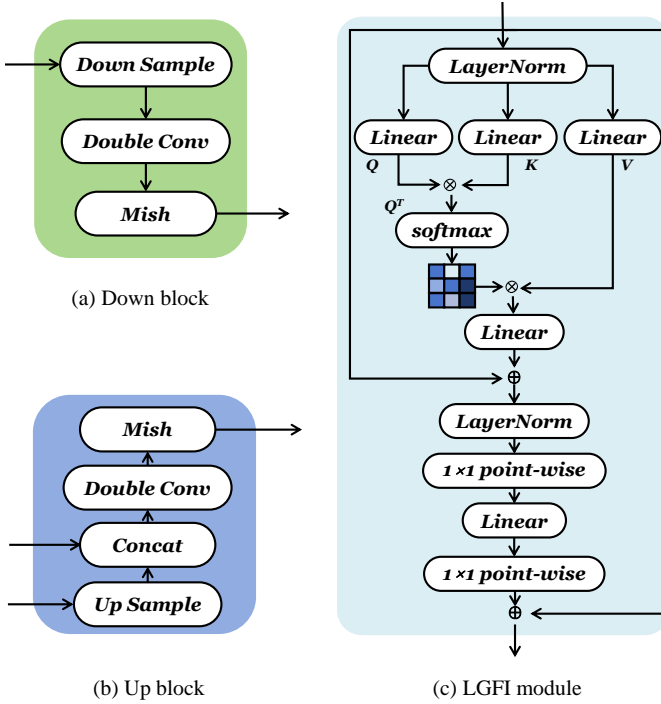 Down Sample
Double Conv
Mish
(a) Down block
Mish
Double Conv
Concat
Up Sample
(b) Up block
LayerNorm
Linear Linear Linear
Q K V
⊗
Q^T
softmax
⊗
Linear
⊕
LayerNorm
1×1 point-wise
Linear
1×1 point-wise
⊕
(c) LGFI module